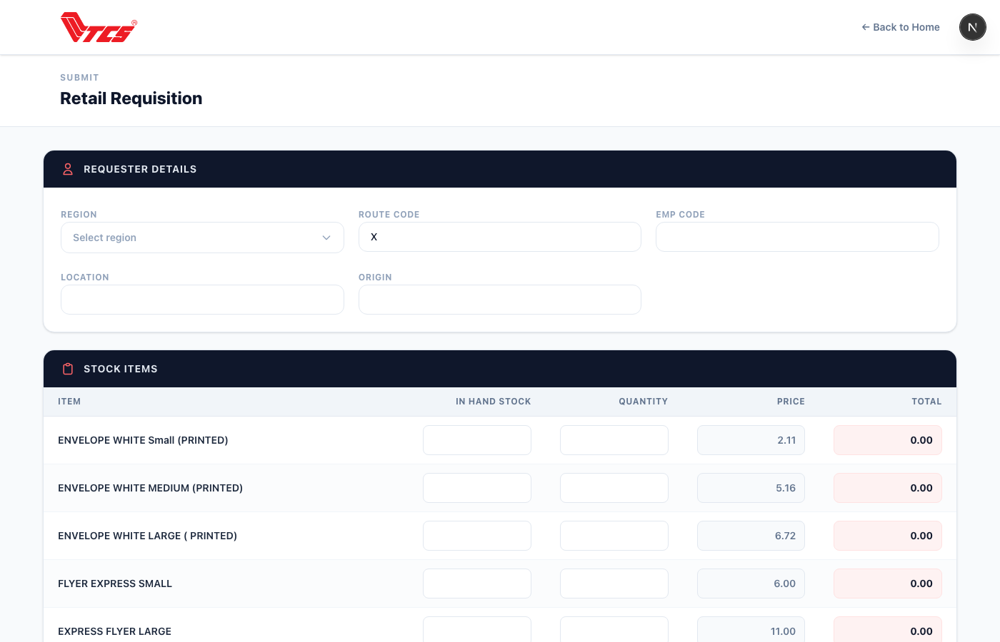 TCS®
← Back to Home
N
SUBMIT
Retail Requisition
REQUESTER DETAILS
REGION
ROUTE CODE
EMP CODE
Select region
X
LOCATION
ORIGIN
STOCK ITEMS
ITEM IN HAND STOCK QUANTITY PRICE TOTAL
ENVELOPE WHITE Small (PRINTED) 2.11 0.00
ENVELOPE WHITE MEDIUM (PRINTED) 5.16 0.00
ENVELOPE WHITE LARGE ( PRINTED) 6.72 0.00
FLYER EXPRESS SMALL 6.00 0.00
EXPRESS FLYER LARGE 11.00 0.00